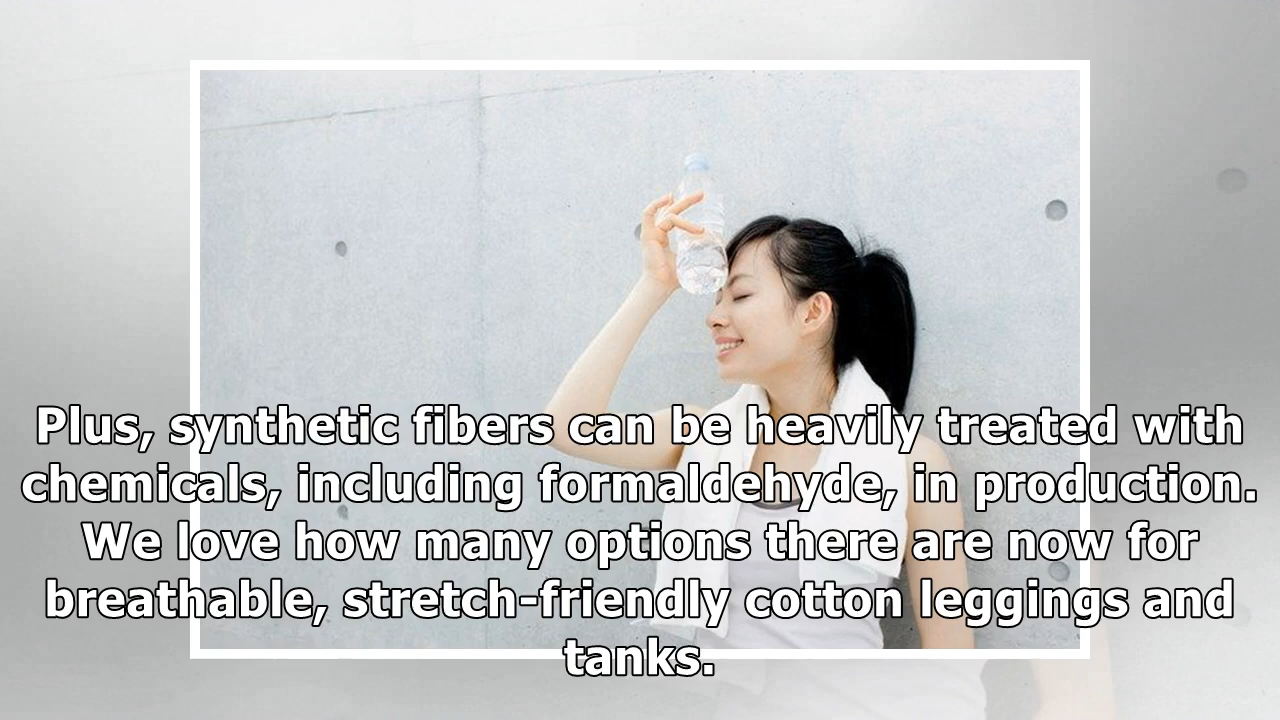 Plus, synthetic fibers can be heavily treated with
chemicals, including formaldehyde, in production.
We love how many options there are now for
breathable, stretch-friendly cotton leggings and
tanks.